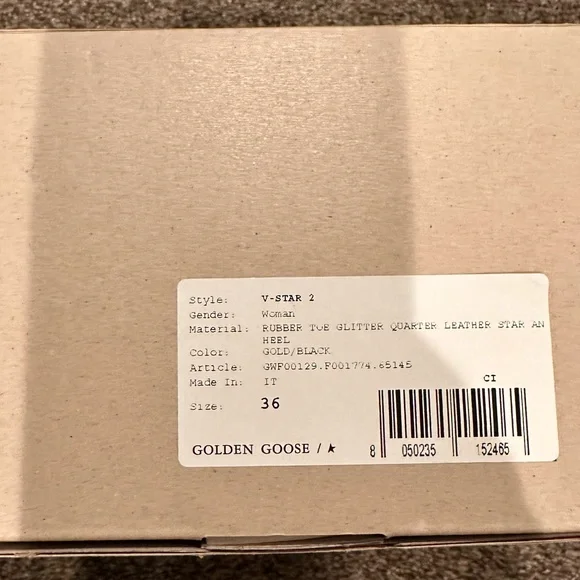 Style: V-STAR 2
Gender: Woman
Material: RUBBER TOE GLITTER QUARTER LEATHER STAR AN
HEEL
Color: GOLD/BLACK
Article: GWF00129.F001774.65145
Made In: IT
CI
Size: 36
GOLDEN GOOSE / ★
8 050235 152465